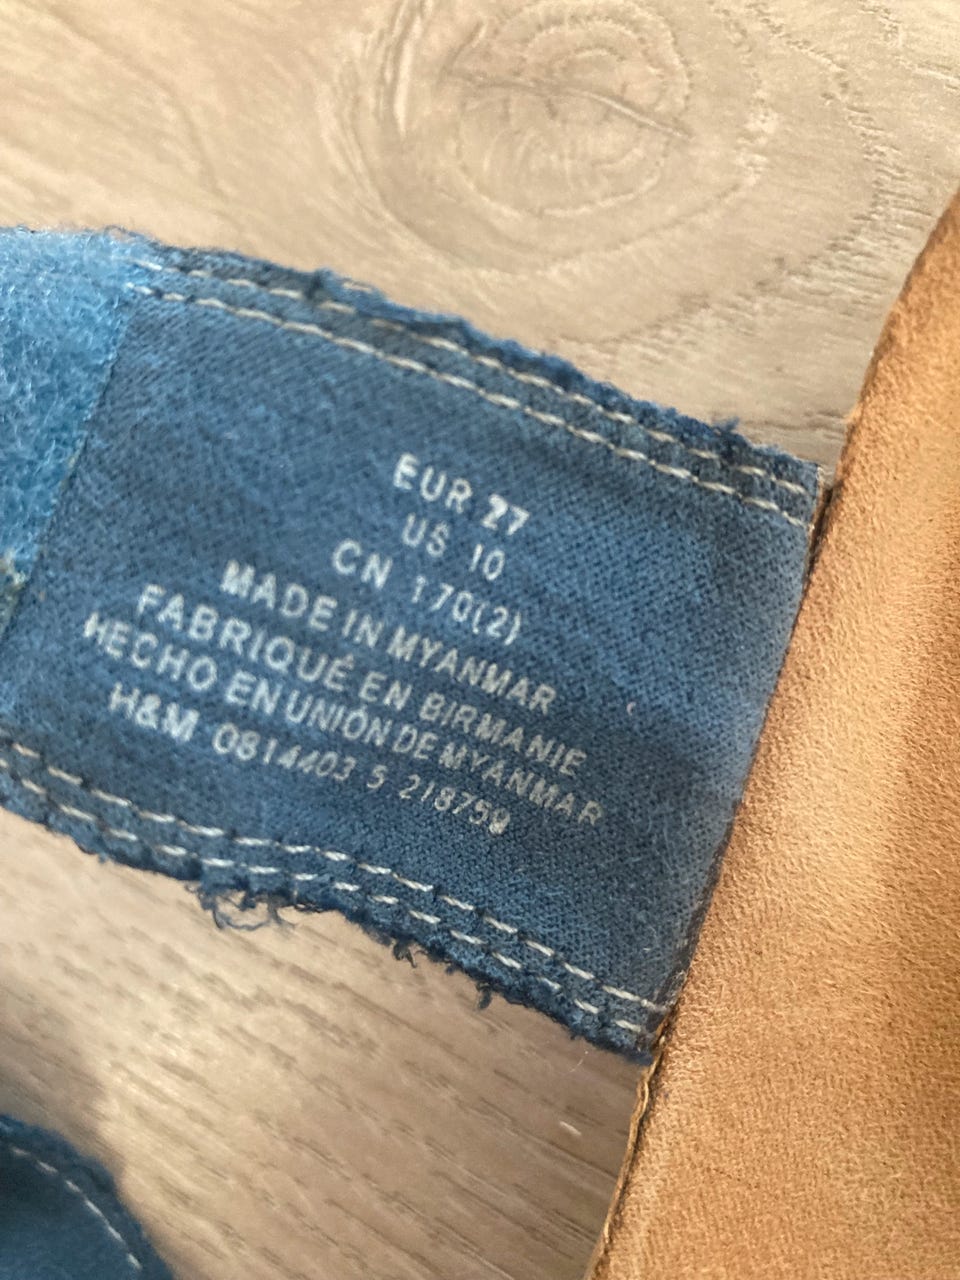 EUR 27
US 10
CN 170(2)
MADE IN MYANMAR
FABRIQUÉ EN BIRMANIE
HECHO EN UNIÓN DE MYANMAR
H&M 0814403 5 218759